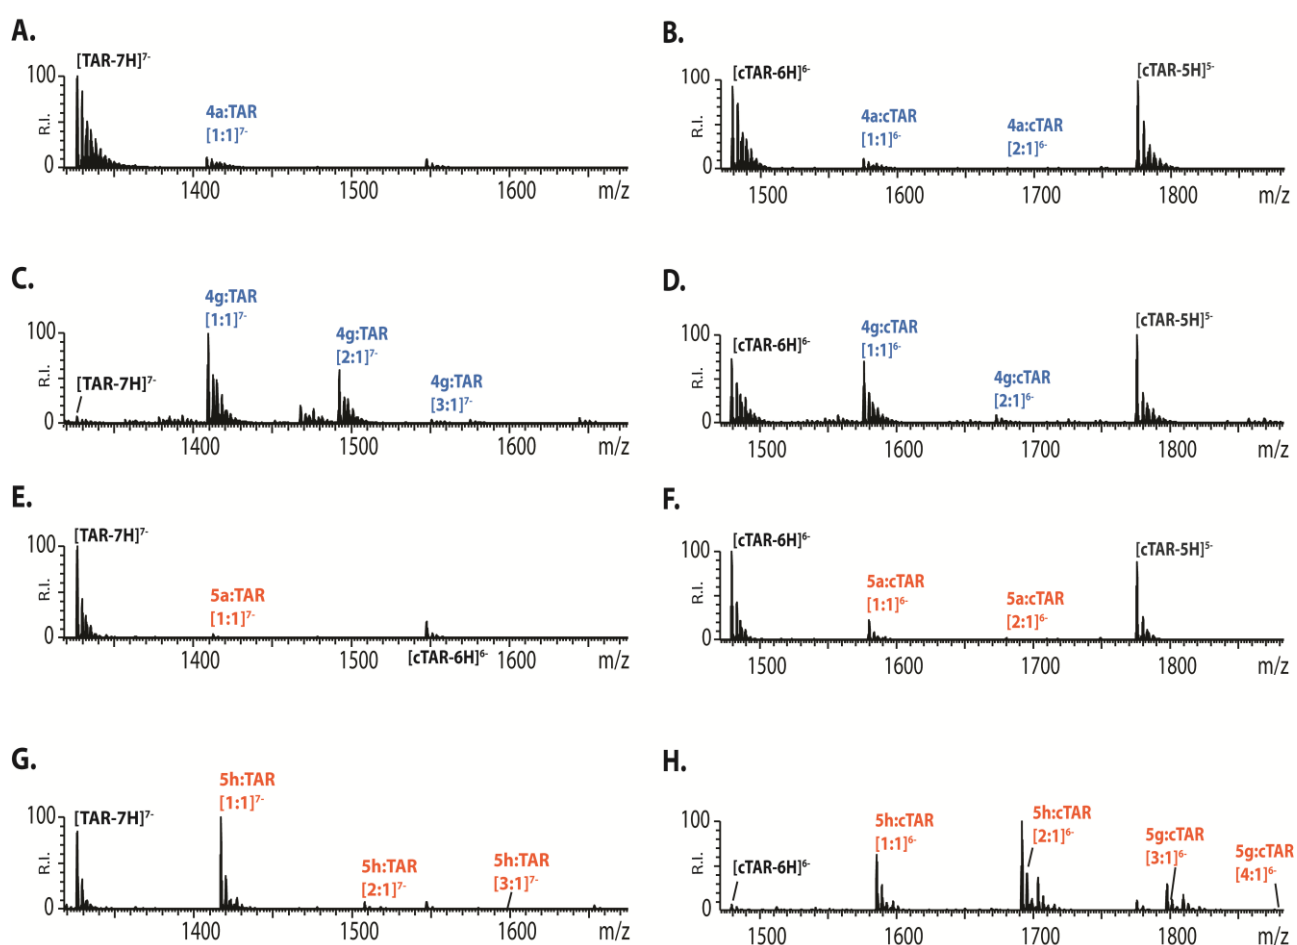 A.
[TAR-7H]7-
4a:TAR
[1:1]7-
100
R.I.
0
1400
1500
1600
m/z
B.
[cTAR-6H]6-
[cTAR-5H]5-
4a:cTAR
[1:1]6-
4a:cTAR
[2:1]6-
100
R.I.
0
1500
1600
1700
1800
m/z
C.
4g:TAR
[1:1]7-
4g:TAR
[2:1]7-
4g:TAR
[3:1]7-
[TAR-7H]7-
100
R.I.
0
1400
1500
1600
m/z
D.
[cTAR-6H]6-
4g:cTAR
[1:1]6-
4g:cTAR
[2:1]6-
[cTAR-5H]5-
100
R.I.
0
1500
1600
1700
1800
m/z
E.
[TAR-7H]7-
5a:TAR
[1:1]7-
100
R.I.
0
1400
1500
[cTAR-6H]6-
1600
m/z
F.
[cTAR-6H]6-
[cTAR-5H]5-
5a:cTAR
[1:1]6-
5a:cTAR
[2:1]6-
100
R.I.
0
1500
1600
1700
1800
m/z
G.
[TAR-7H]7-
5h:TAR
[1:1]7-
5h:TAR
[2:1]7-
5h:TAR
[3:1]7-
100
R.I.
0
1400
1500
1600
m/z
H.
[cTAR-6H]6-
5h:cTAR
[1:1]6-
5h:cTAR
[2:1]6-
5g:cTAR
[3:1]6-
5g:cTAR
[4:1]6-
100
R.I.
0
1500
1600
1700
1800
m/z